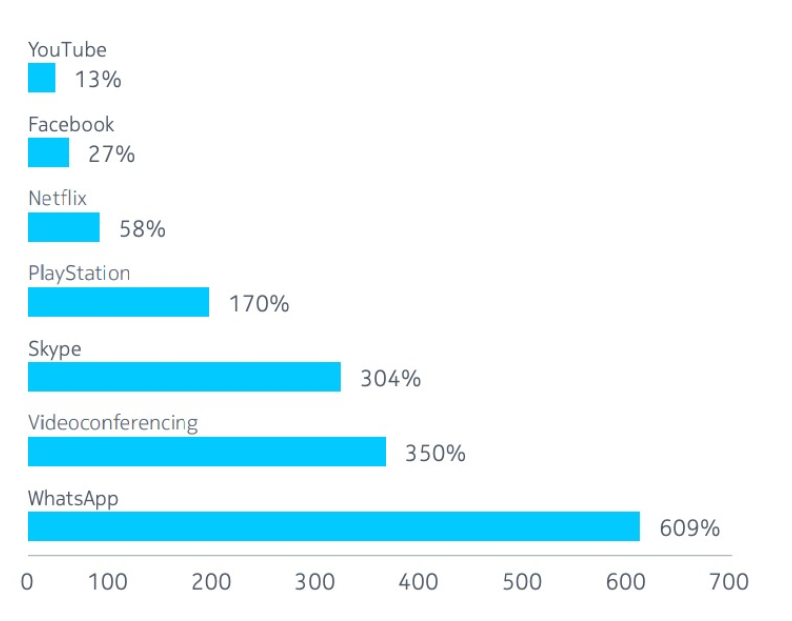 YouTube
13%
Facebook
27%
Netflix
58%
PlayStation
170%
Skype
304%
Videoconferencing
350%
WhatsApp
609%
0 100 200 300 400 500 600 700